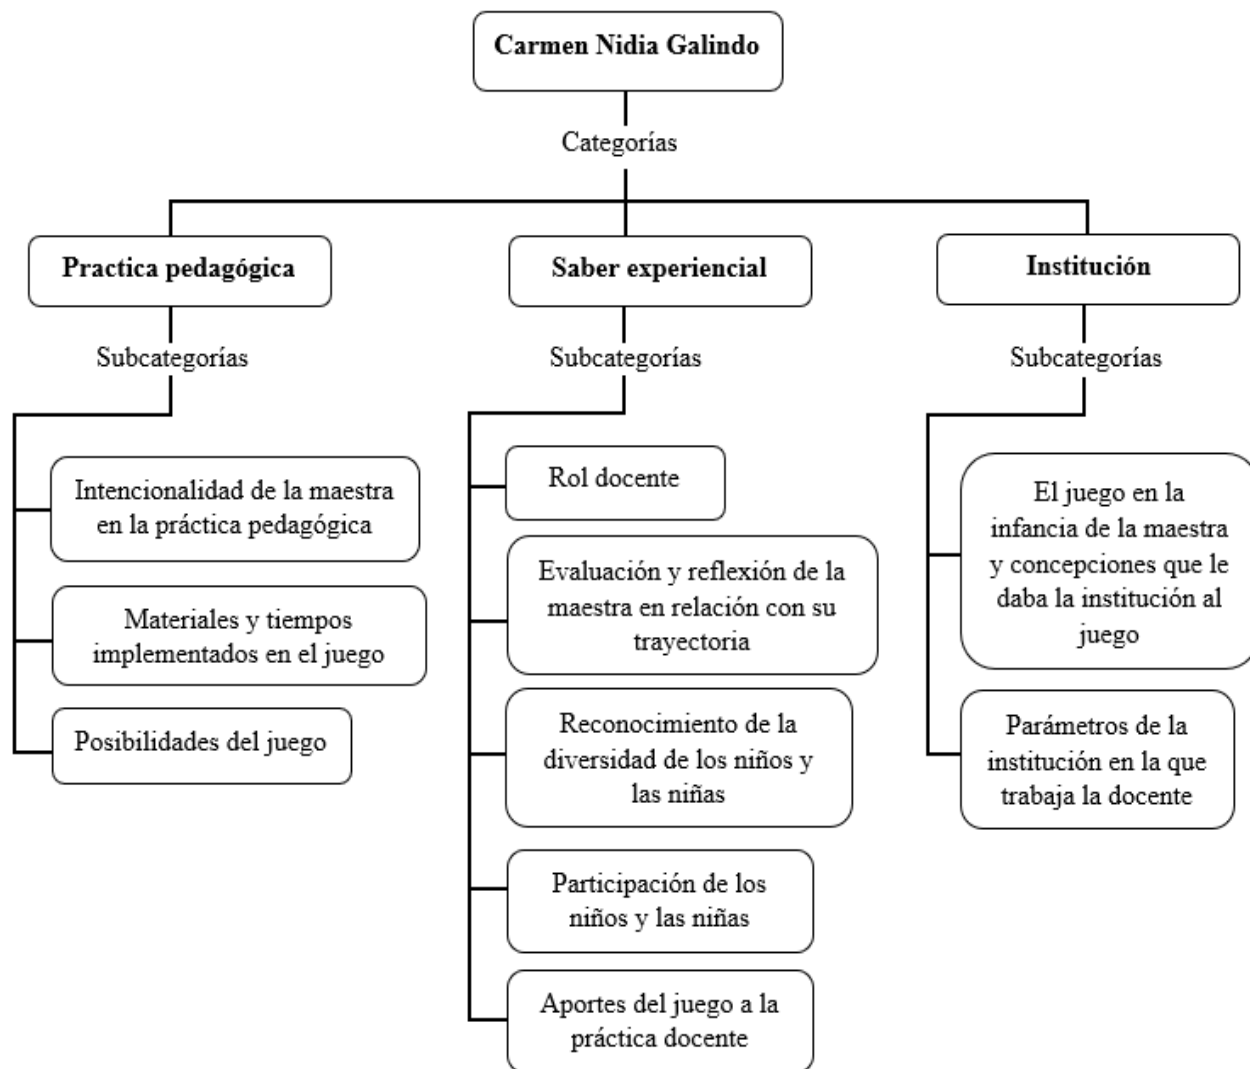 Carmen Nidia Galindo
Categorías
Practica pedagógica
Saber experiencial
Institución
Subcategorías
Subcategorías
Subcategorías
Intencionalidad de la maestra
en la práctica pedagógica
Materiales y tiempos
implementados en el juego
Posibilidades del juego
Rol docente
Evaluación y reflexión de la
maestra en relación con su
trayectoria
Reconocimiento de la
diversidad de los niños y
las niñas
Participación de los
niños y las niñas
Aportes del juego a la
práctica docente
El juego en la
infancia de la maestra
y concepciones que le
daba la institución al
juego
Parámetros de la
institución en la que
trabaja la docente